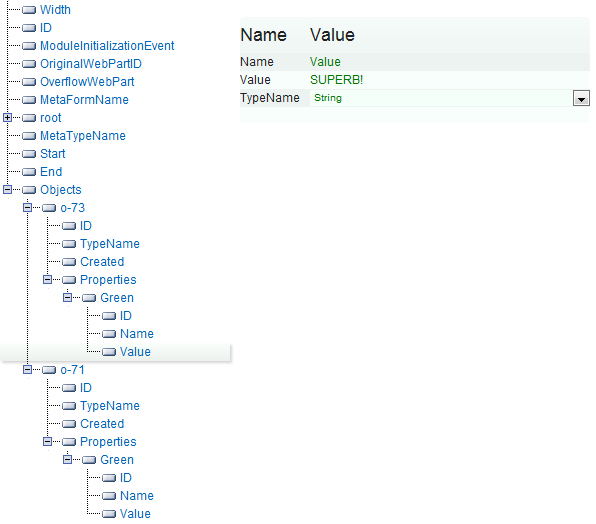 Width
ID
ModuleInitializationEvent
OriginalWebPartID
OverflowWebPart
MetaFormName
root
MetaTypeName
Start
End
Objects
o-73
ID
TypeName
Created
Properties
Green
ID
Name
Value
o-71
ID
TypeName
Created
Properties
Green
ID
Name
Value
Name Value
Name Value
Value SUPERB!
TypeName String